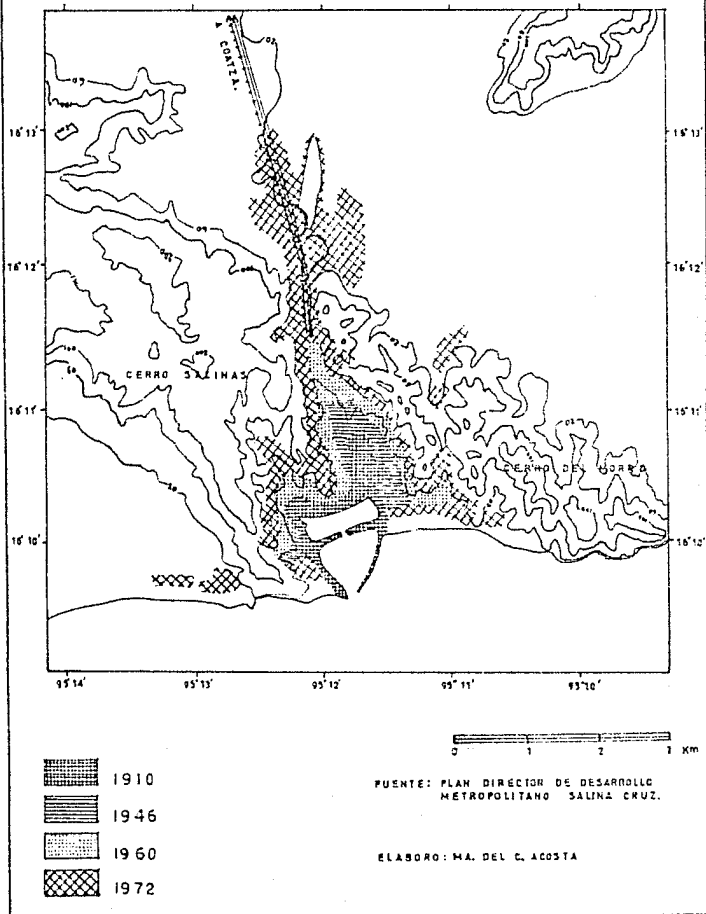 A COATZA.
16°13'
16°13'
16°12'
16°12'
CERRO SALINAS
16°11'
16°11'
CERRO DEL MORRO
16°10'
16°10'
95°14'
95°13'
95°12'
95°11'
95°10'
0 1 2 3 Km
1910
1946
1960
1972
FUENTE: PLAN DIRECTOR DE DESARROLLO
METROPOLITANO SALINA CRUZ.
ELABORO: MA. DEL C. ACOSTA